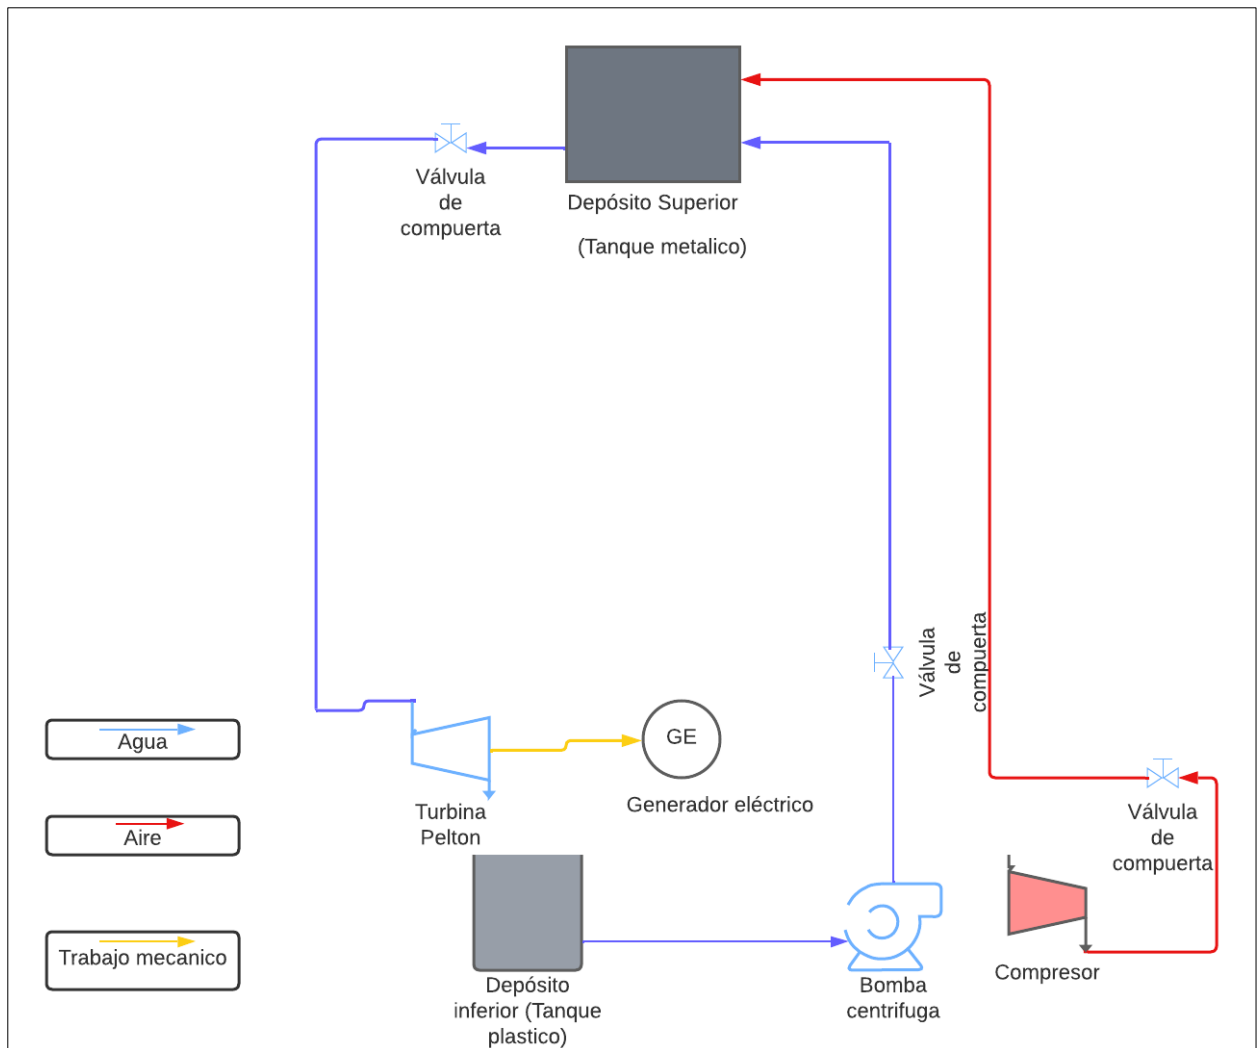 Válvula
de
compuerta
Depósito Superior
(Tanque metalico)
Válvula
de
compuerta
Agua
Aire
Trabajo mecanico
GE
Generador eléctrico
Turbina
Pelton
Válvula
de
compuerta
Depósito
inferior (Tanque
plastico)
Bomba
centrifuga
Compresor